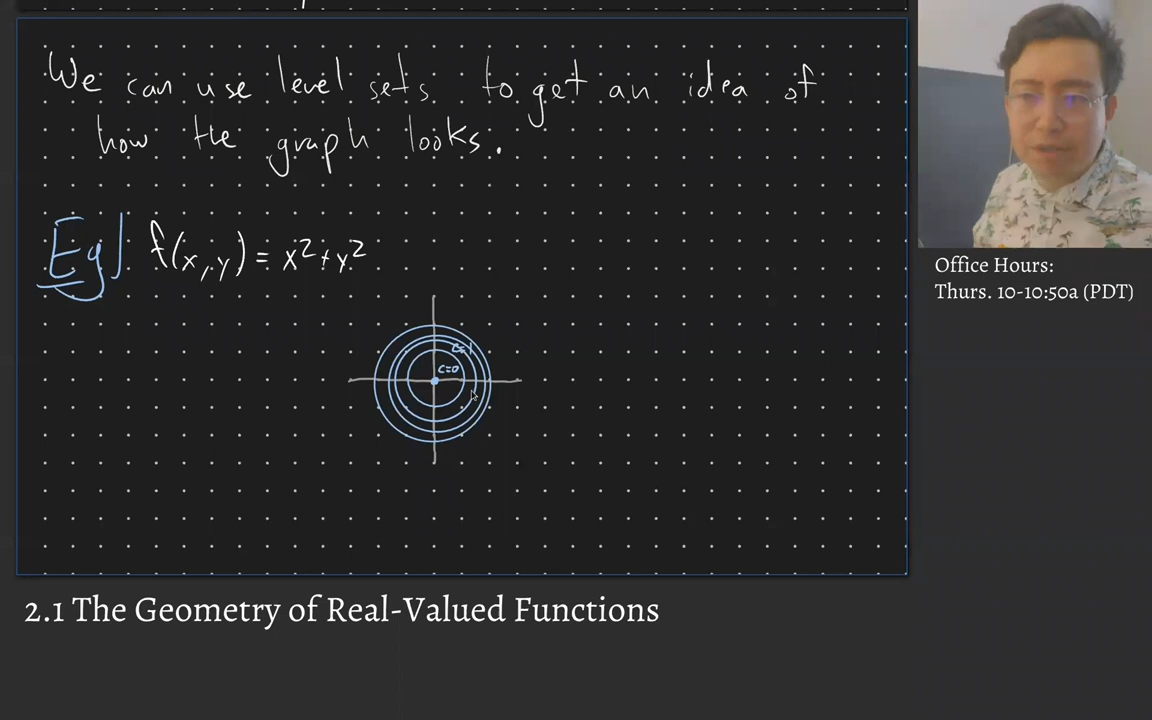 We can use level sets to get an idea of
how the graph looks.
Eg] f(x,y) = x²+y²
c=1
c=0
Office Hours:
Thurs. 10-10:50a (PDT)
2.1 The Geometry of Real-Valued Functions